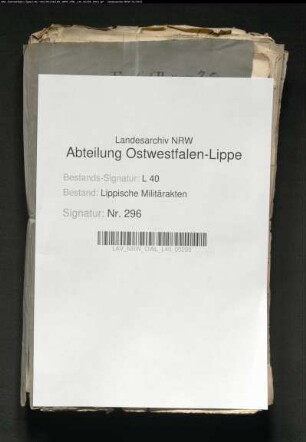 Landesarchiv NRW
Abteilung Ostwestfalen-Lippe
Bestands-Signatur: L 40
Bestand: Lippische Militärakten
Signatur: Nr. 296